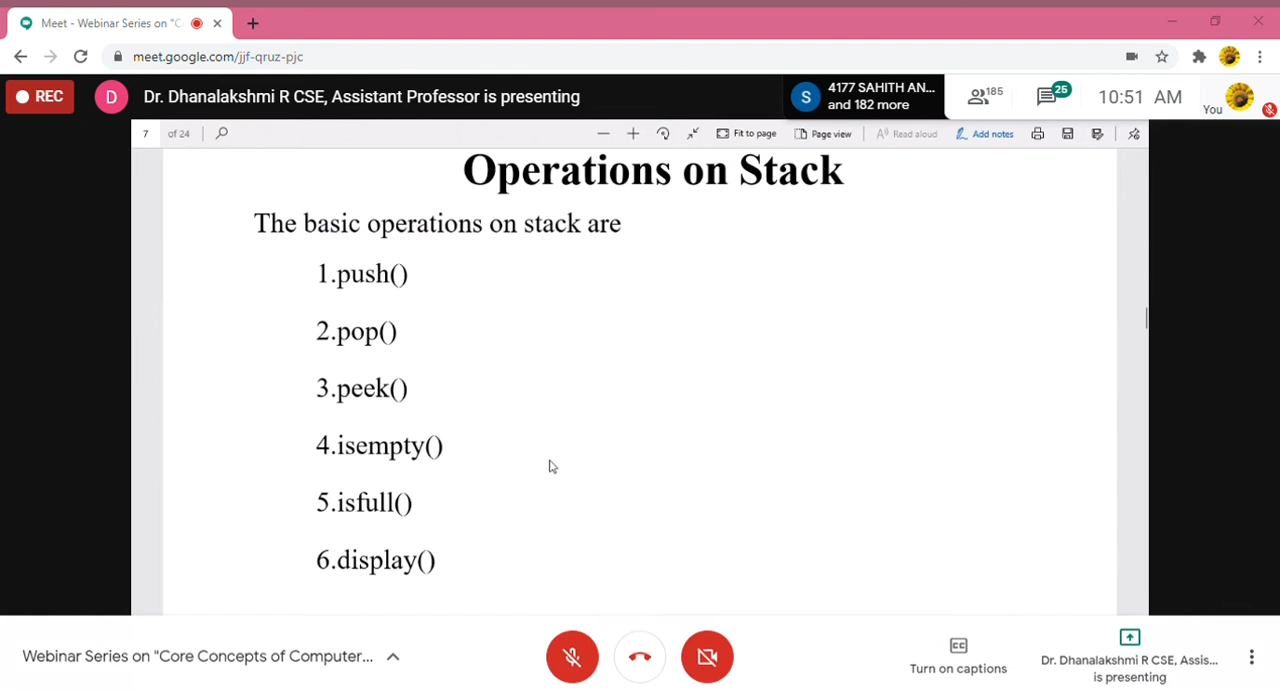 Meet - Webinar Series on "C
meet.google.com/jjf-qruz-pjc
REC
D
Dr. Dhanalakshmi R CSE, Assistant Professor is presenting
S
4177 SAHITH AN...
and 182 more
185
25
10:51 AM
You
7 of 24
Fit to page
Page view
Read aloud
Add notes
Operations on Stack
The basic operations on stack are
1.push()
2.pop()
3.peek()
4.isempty()
5.isfull()
6.display()
Webinar Series on "Core Concepts of Computer...
Turn on captions
Dr. Dhanalakshmi R CSE, Assis...
is presenting